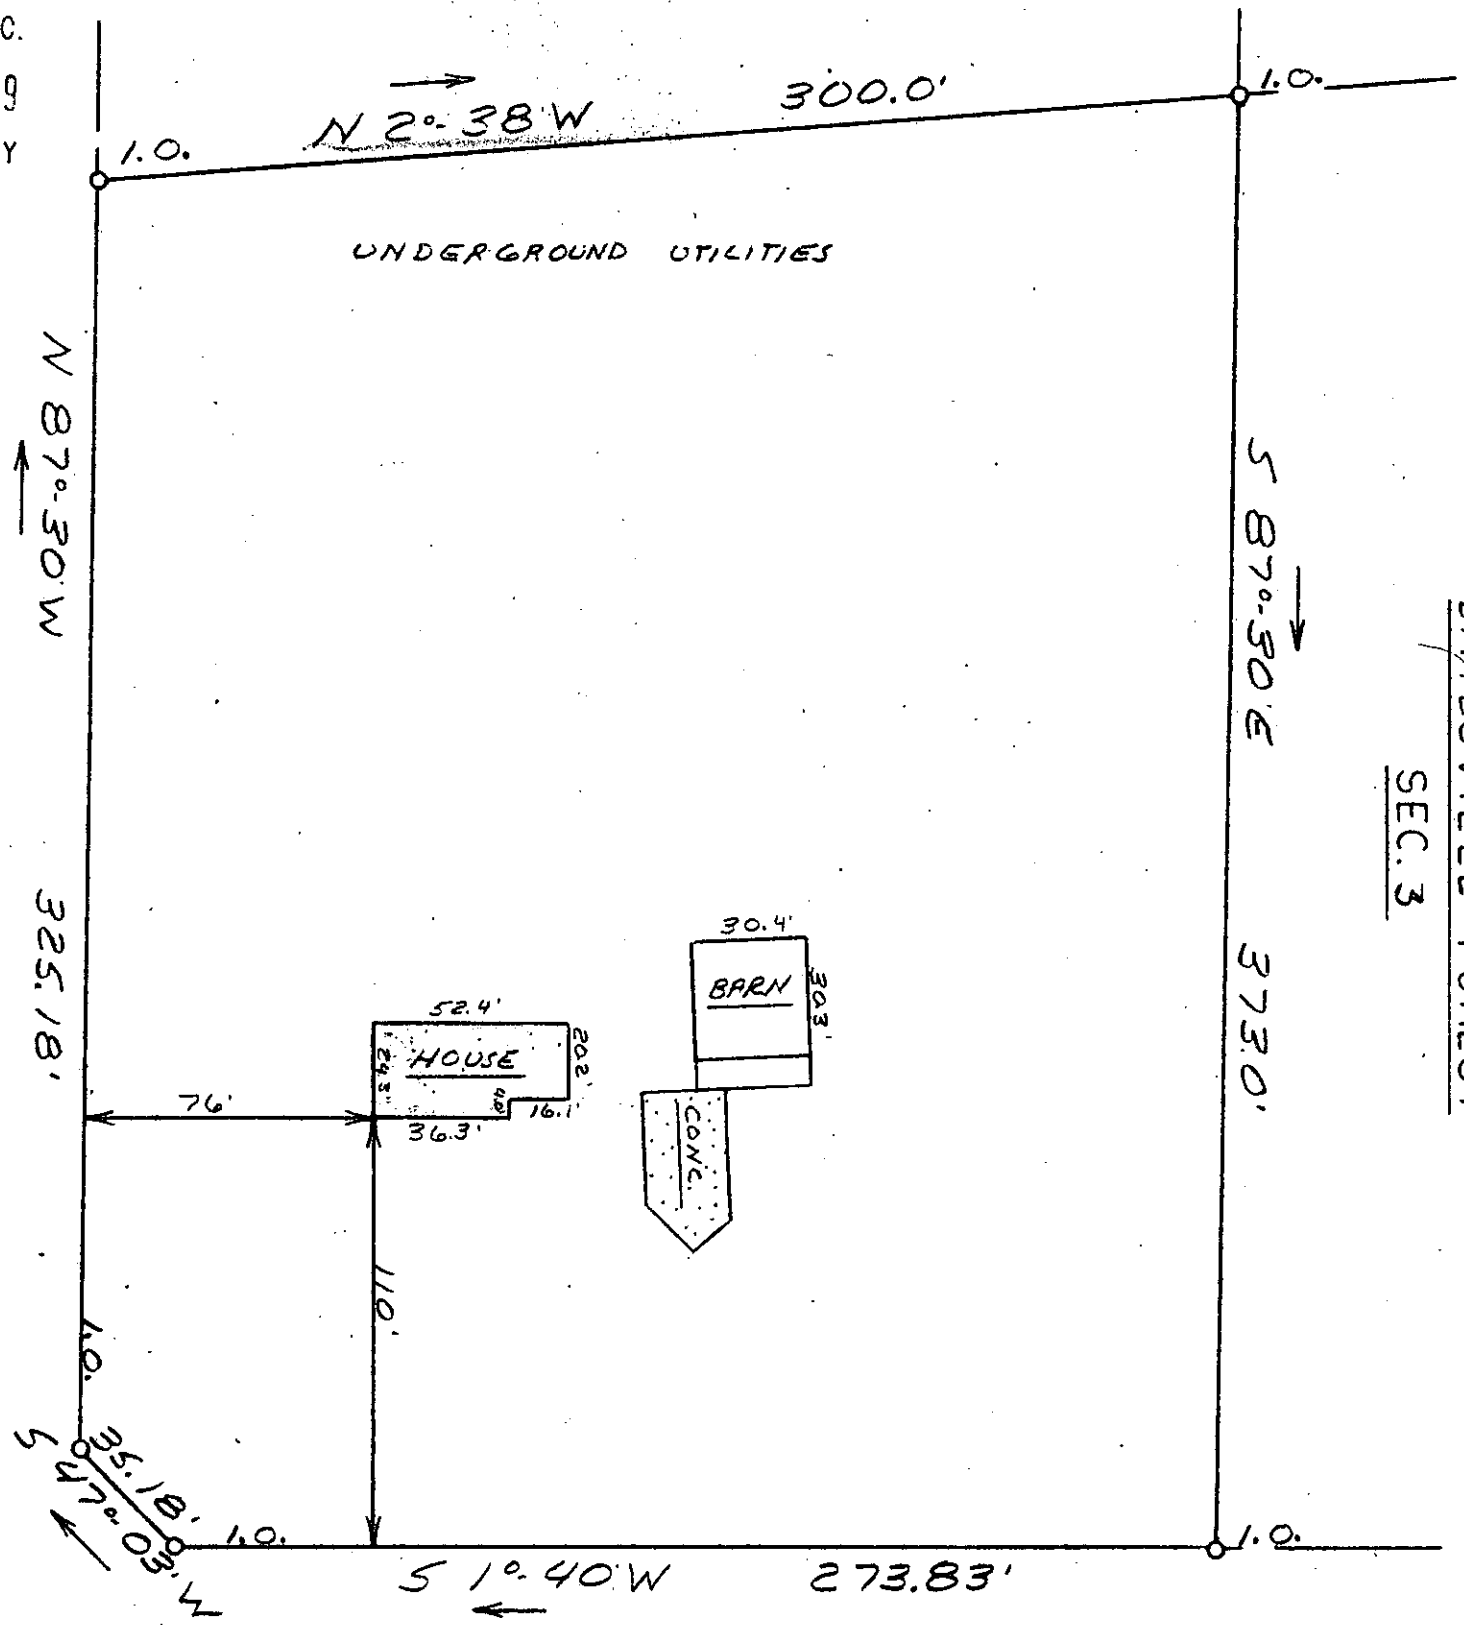 C.
9
Y
1.0.
N 2°-38'W 300.0'
1.0.
UNDERGROUND UTILITIES
N 87°-30'W 325.18'
S 87°-30'E 373.0'
SEC. 3
30.4'
BARN
30.3'
52.4'
HOUSE
20.2'
24.3'
4.0'
16.1'
36.3'
76'
CONC.
110'
1.0.
35.18'
S 47°-03'
1.0.
S 1°-40'W 273.83'
1.0.